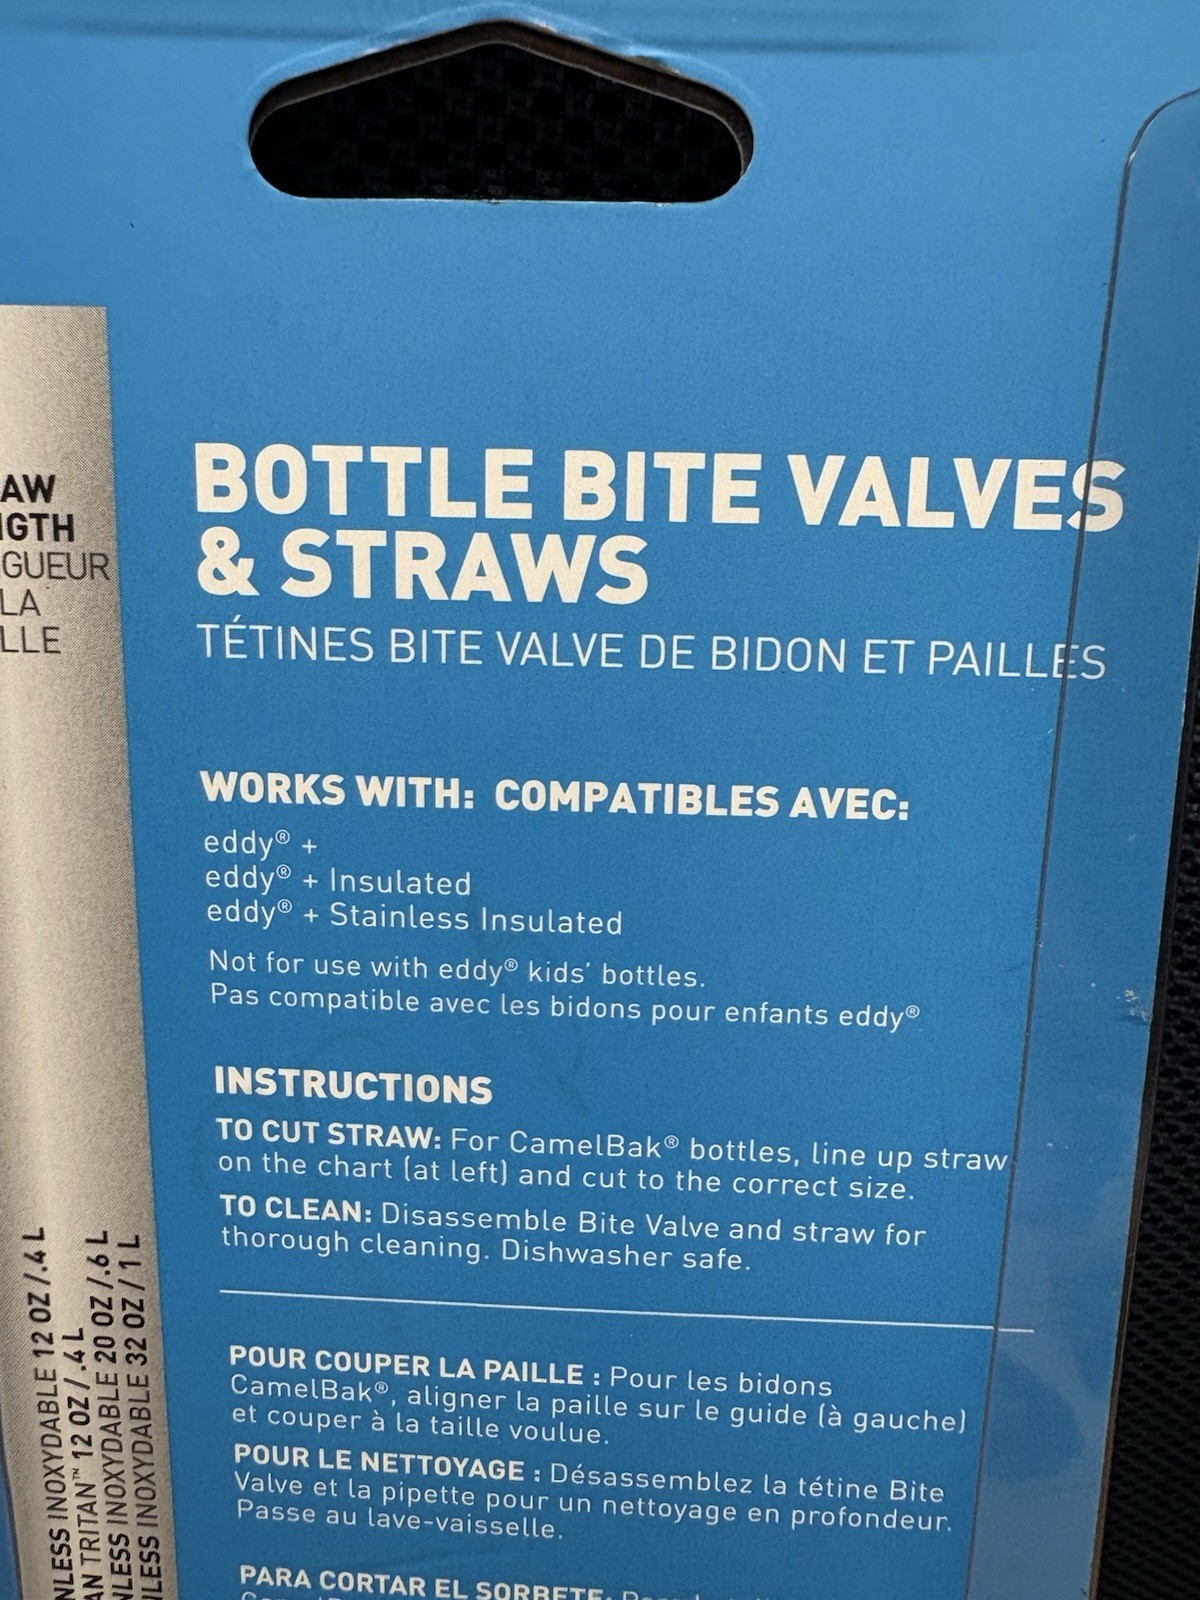 BOTTLE BITE VALVES
& STRAWS
TÉTINES BITE VALVE DE BIDON ET PAILLES
WORKS WITH: COMPATIBLES AVEC:
eddy® +
eddy® + Insulated
eddy® + Stainless Insulated
Not for use with eddy® kids’ bottles.
Pas compatible avec les bidons pour enfants eddy®
INSTRUCTIONS
TO CUT STRAW: For CamelBak® bottles, line up straw
on the chart (at left) and cut to the correct size.
TO CLEAN: Disassemble Bite Valve and straw for
thorough cleaning. Dishwasher safe.
POUR COUPER LA PAILLE : Pour les bidons
CamelBak®, aligner la paille sur le guide (à gauche)
et couper à la taille voulue.
POUR LE NETTOYAGE : Désassemblez la tétine Bite
Valve et la pipette pour un nettoyage en profondeur.
Passe au lave-vaisselle.
PARA CORTAR EL SORBETE:
AW
GTH
GUEUR
LA
LLE
NLESS INOXYDABLE 12 OZ /.4 L
AN TRITAN™ 12 OZ /.4 L
NLESS INOXYDABLE 20 OZ /.6 L
LESS INOXYDABLE 32 OZ / 1 L